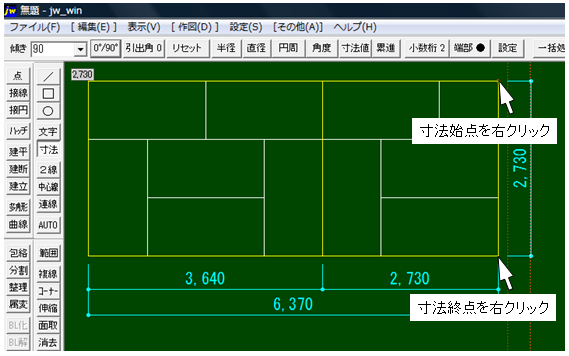 無題 - jw_win
ファイル(F) [ 編集(E) ] 表示(V) [ 作図(D) ] 設定(S) [その他(A)] ヘルプ(H)
傾き 90 0°/90° 引出角 0 リセット 半径 直径 円周 角度 寸法値 累進 小数桁 2 端部 ● 設定 一括処
点 ／
接線 □
接円 ○
ハッチ 文字
建平 寸法
建断 2線
建立 中心線
多角形 連線
曲線 AUTO
包絡 範囲
分割 複線
整理 コーナー
属変 伸縮
BL化 面取
BL解 消去
2,730
寸法始点を右クリック
2,730
3,640 2,730
6,370
寸法終点を右クリック